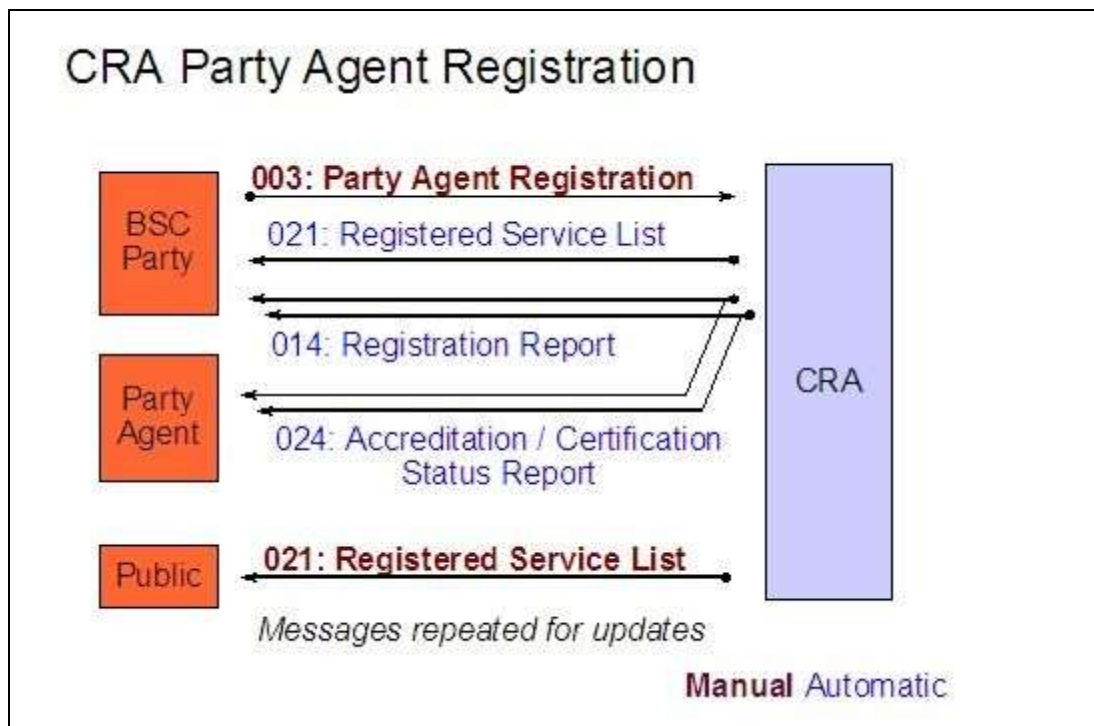 CRA Party Agent Registration
003: Party Agent Registration
BSC
Party
021: Registered Service List
014: Registration Report
CRA
Party
Agent
024: Accreditation / Certification
Status Report
021: Registered Service List
Public
Messages repeated for updates
Manual Automatic